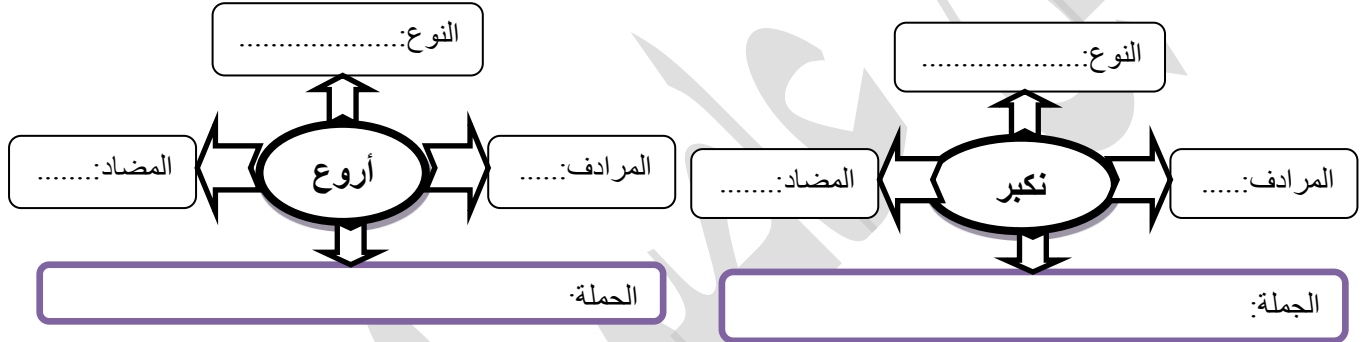 النوع:....................
المرادف:.....
نكبر
المضاد:.......
الجملة:
النوع:....................
المرادف:......
أروع
المضاد:.......
الحملة: